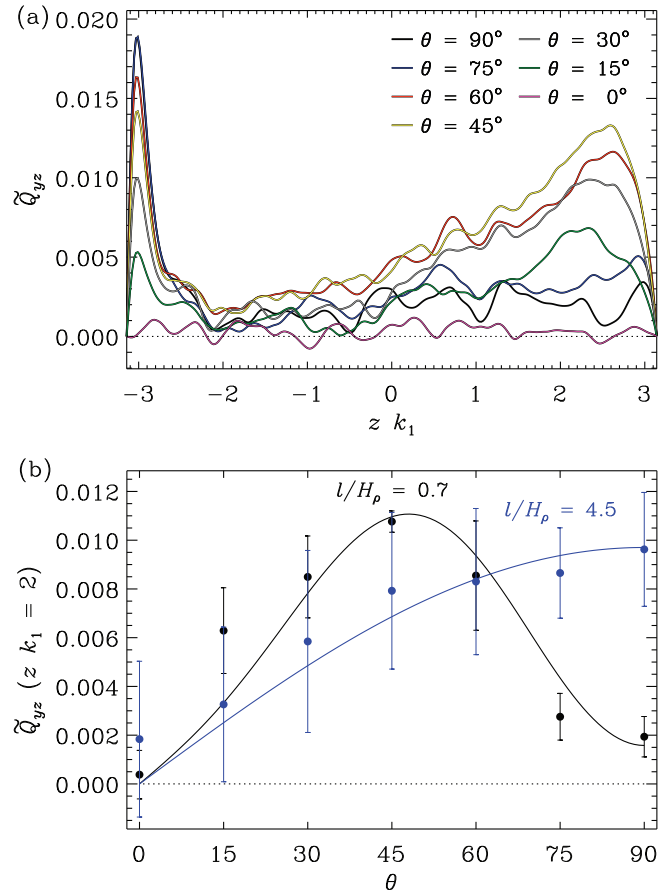 (a)
0.020
0.015
0.010
0.005
0.000
Q̃yz
θ = 90°
θ = 75°
θ = 60°
θ = 45°
θ = 30°
θ = 15°
θ = 0°
−3 −2 −1 0 1 2 3
z k1
(b)
0.012
0.010
0.008
0.006
0.004
0.002
0.000
Q̃yz (z k1 = 2)
l/Hρ = 0.7
l/Hρ = 4.5
0 15 30 45 60 75 90
θ